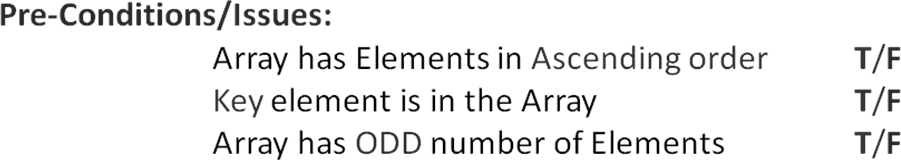 Pre-Conditions/Issues:
Array has Elements in Ascending order T/F
Key element is in the Array T/F
Array has ODD number of Elements T/F